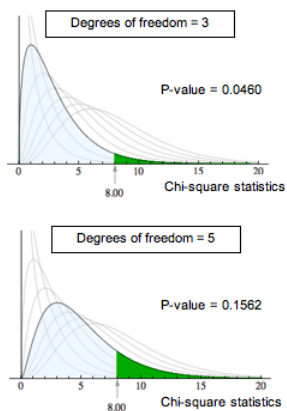 Degrees of freedom = 3
P-value = 0.0460
0 5 10 15 20
8.00
Chi-square statistics
Degrees of freedom = 5
P-value = 0.1562
0 5 10 15 20
8.00
Chi-square statistics